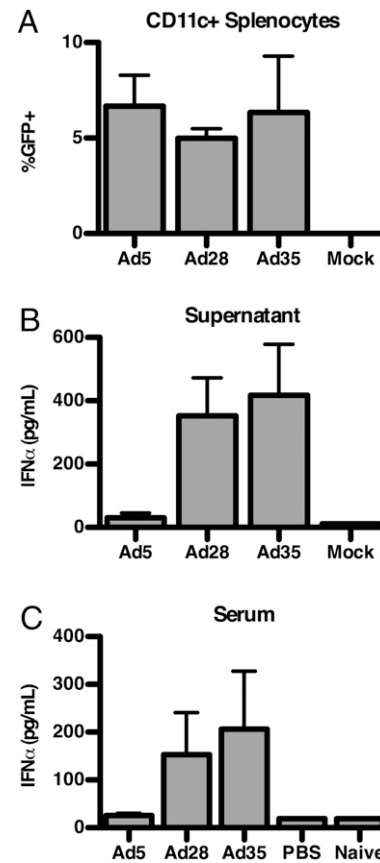 A
CD11c+ Splenocytes
%GFP+
10
5
0
Ad5 Ad28 Ad35 Mock
B
Supernatant
IFNα (pg/mL)
600
400
200
0
Ad5 Ad28 Ad35 Mock
C
Serum
IFNα (pg/mL)
400
300
200
100
0
Ad5 Ad28 Ad35 PBS Naive